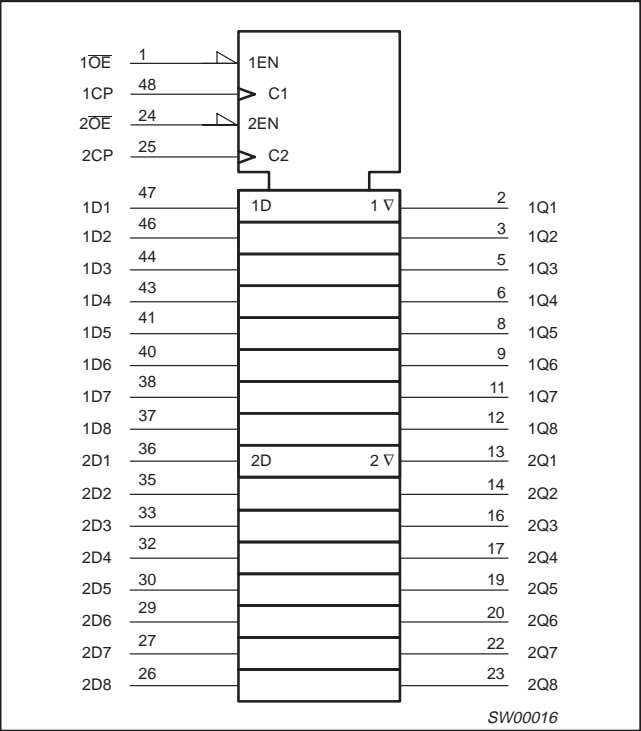 1O̅E̅ 1 1EN
1CP 48 C1
2O̅E̅ 24 2EN
2CP 25 C2
1D1 47 1D 1 ∇ 2 1Q1
1D2 46 3 1Q2
1D3 44 5 1Q3
1D4 43 6 1Q4
1D5 41 8 1Q5
1D6 40 9 1Q6
1D7 38 11 1Q7
1D8 37 12 1Q8
2D1 36 2D 2 ∇ 13 2Q1
2D2 35 14 2Q2
2D3 33 16 2Q3
2D4 32 17 2Q4
2D5 30 19 2Q5
2D6 29 20 2Q6
2D7 27 22 2Q7
2D8 26 23 2Q8
SW00016